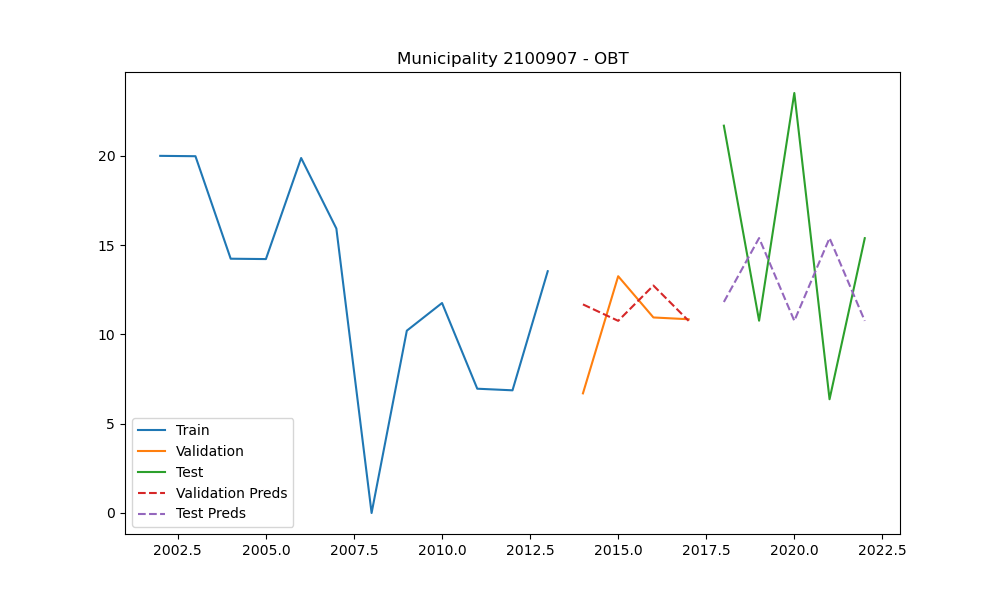 Municipality 2100907 - OBT
20
15
10
5
0
Train
Validation
Test
Validation Preds
Test Preds
2002.5 2005.0 2007.5 2010.0 2012.5 2015.0 2017.5 2020.0 2022.5